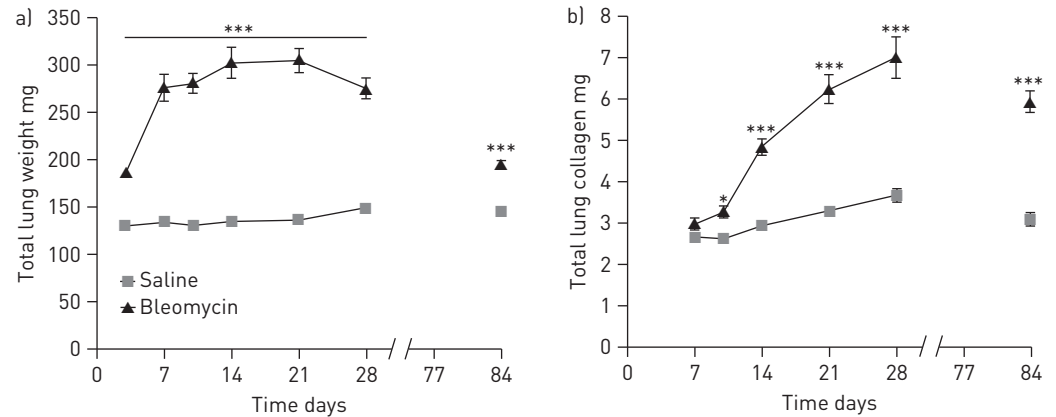 a)
350
300
250
200
150
100
50
0
Total lung weight mg
***
***
Saline
Bleomycin
0 7 14 21 28 77 84
Time days
b)
8
7
6
5
4
3
2
1
0
Total lung collagen mg
*
***
***
***
***
0 7 14 21 28 77 84
Time days